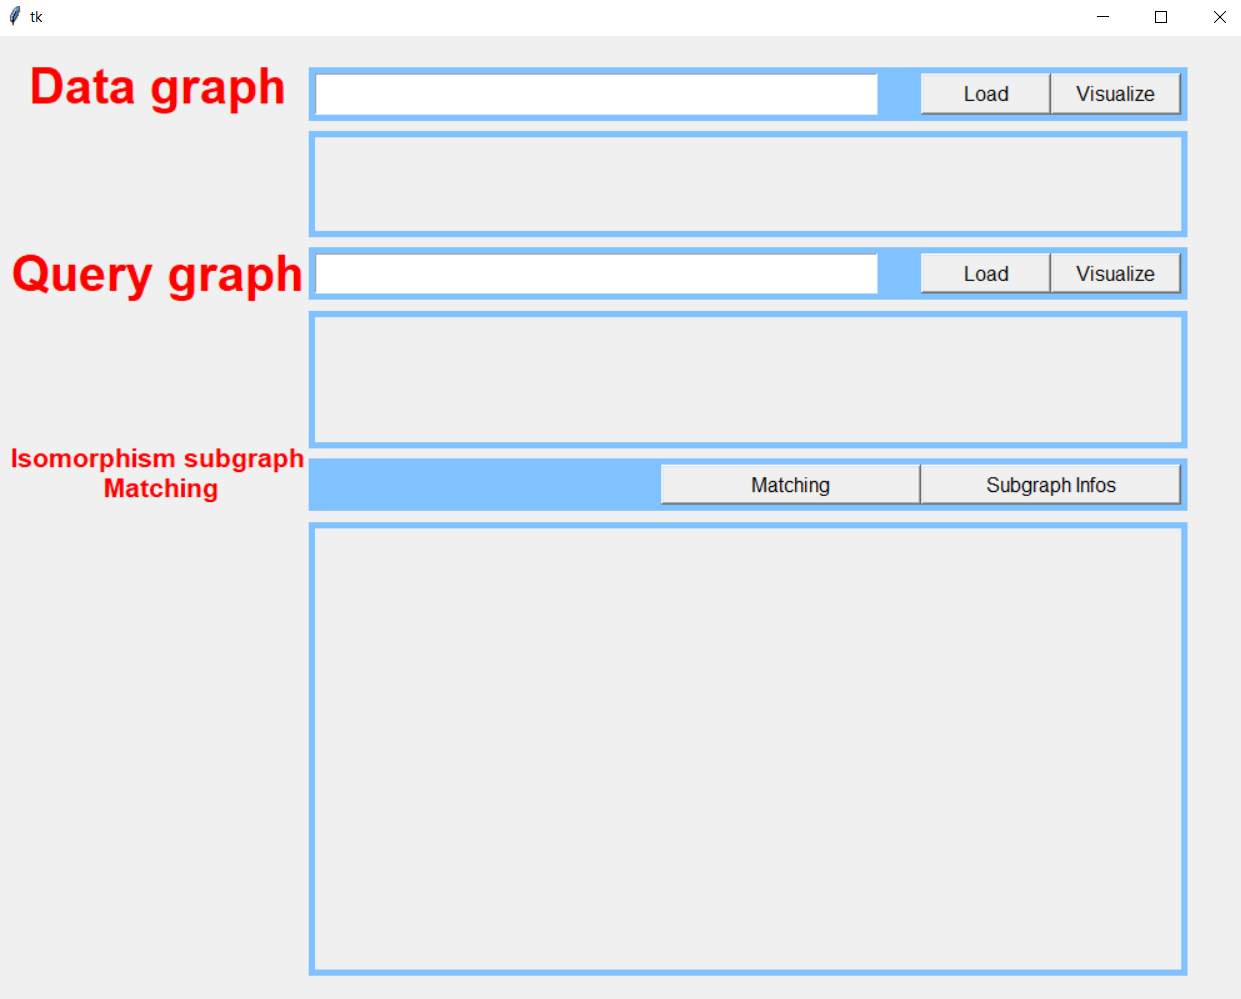 tk
Data graph
Load
Visualize
Query graph
Load
Visualize
Isomorphism subgraph
Matching
Matching
Subgraph Infos